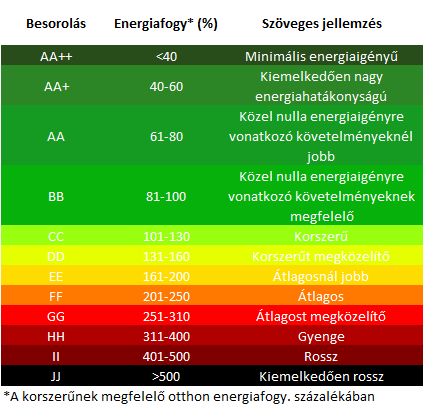 Besorolás Energiafogy* (%) Szöveges jellemzés
AA++ <40 Minimális energiaigényű
AA+ 40-60 Kiemelkedően nagy
energiahatákonyságú
Közel nulla energiaigényre
AA 61-80 vonatkozó követelményeknél
jobb
Közel nulla energiaigényre
BB 81-100 vonatkozó követelményeknek
megfelelő
CC 101-130 Korszerű
DD 131-160 Korszerűt megközelítő
EE 161-200 Átlagosnál jobb
FF 201-250 Átlagos
GG 251-310 Átlagost megközelítő
HH 311-400 Gyenge
II 401-500 Rossz
JJ >500 Kiemelkedően rossz
*A korszerűnek megfelelő otthon energiafogy. százalékában